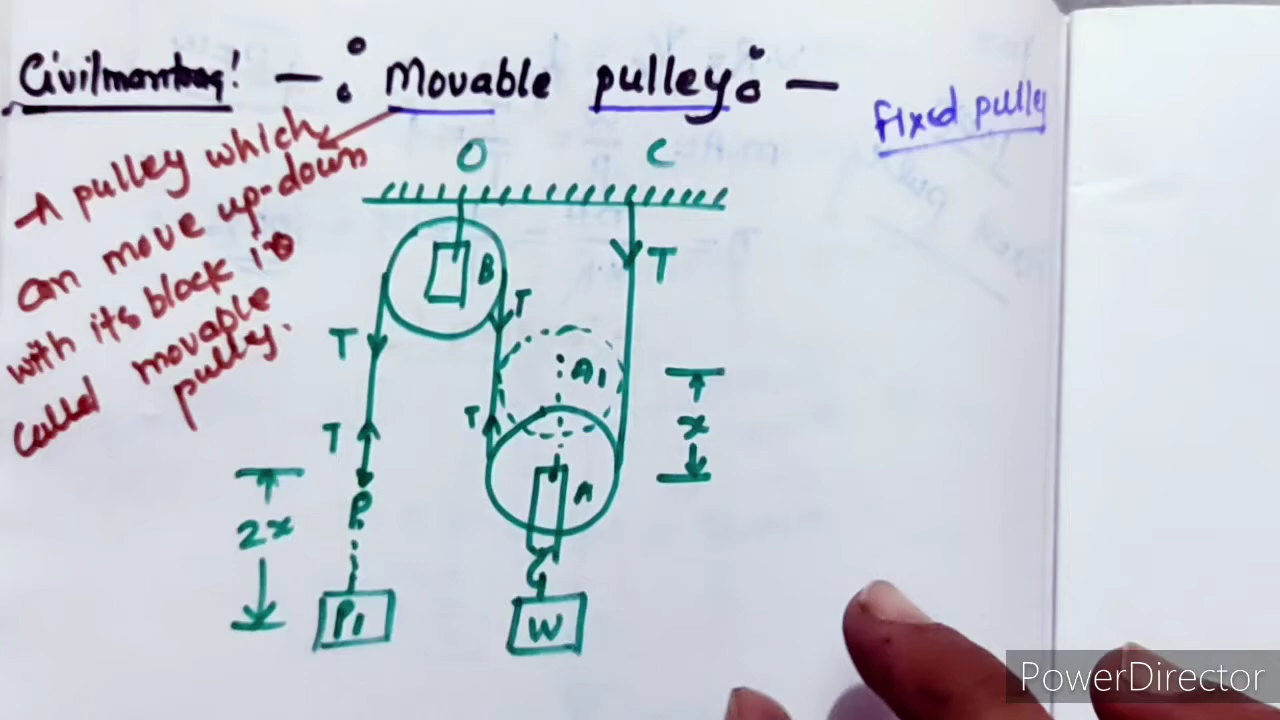 — : Movable pulley : —
Fixed pulley
A pulley which
can move up-down
with its block is
called movable
pulley.
O
C
B
T
T
T
A1
T
T
x
P
2x
A
P1
W
PowerDirector